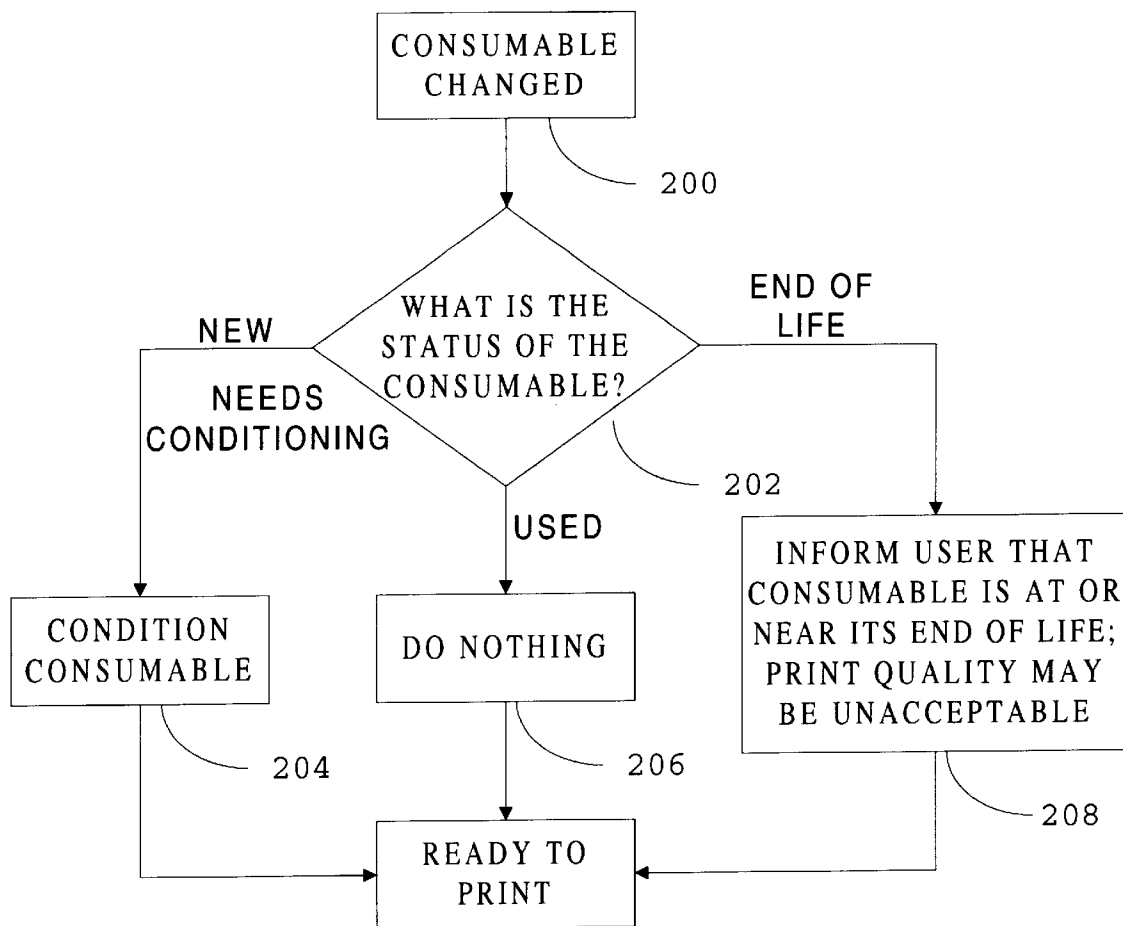 CONSUMABLE
CHANGED
200
WHAT IS THE
STATUS OF THE
CONSUMABLE?
202
NEW
NEEDS
CONDITIONING
USED
END OF
LIFE
CONDITION
CONSUMABLE
204
DO NOTHING
206
INFORM USER THAT
CONSUMABLE IS AT OR
NEAR ITS END OF LIFE;
PRINT QUALITY MAY
BE UNACCEPTABLE
208
READY TO
PRINT